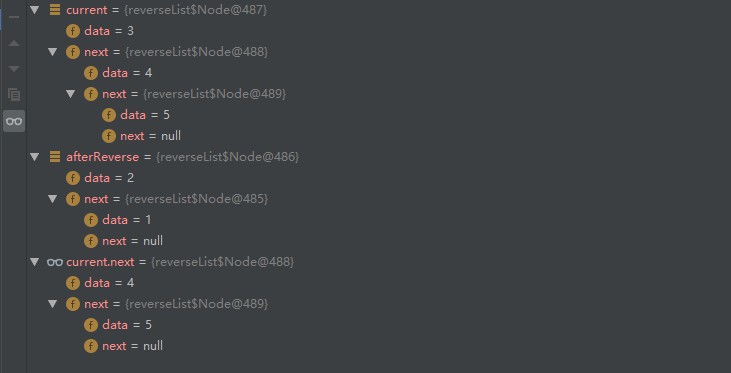 current = {reverseList$Node@487}
f data = 3
f next = {reverseList$Node@488}
f data = 4
f next = {reverseList$Node@489}
f data = 5
f next = null
afterReverse = {reverseList$Node@486}
f data = 2
f next = {reverseList$Node@485}
f data = 1
f next = null
current.next = {reverseList$Node@488}
f data = 4
f next = {reverseList$Node@489}
f data = 5
f next = null